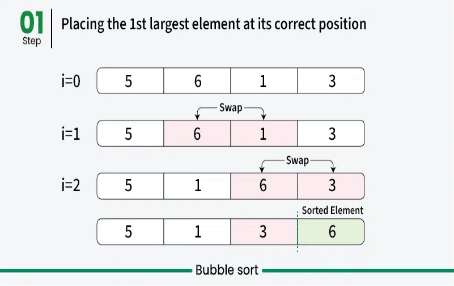 01 Step Placing the 1st largest element at its correct position
i=0 5 6 1 3
Swap
i=1 5 6 1 3
Swap
i=2 5 1 6 3
Sorted Element
5 1 3 6
Bubble sort